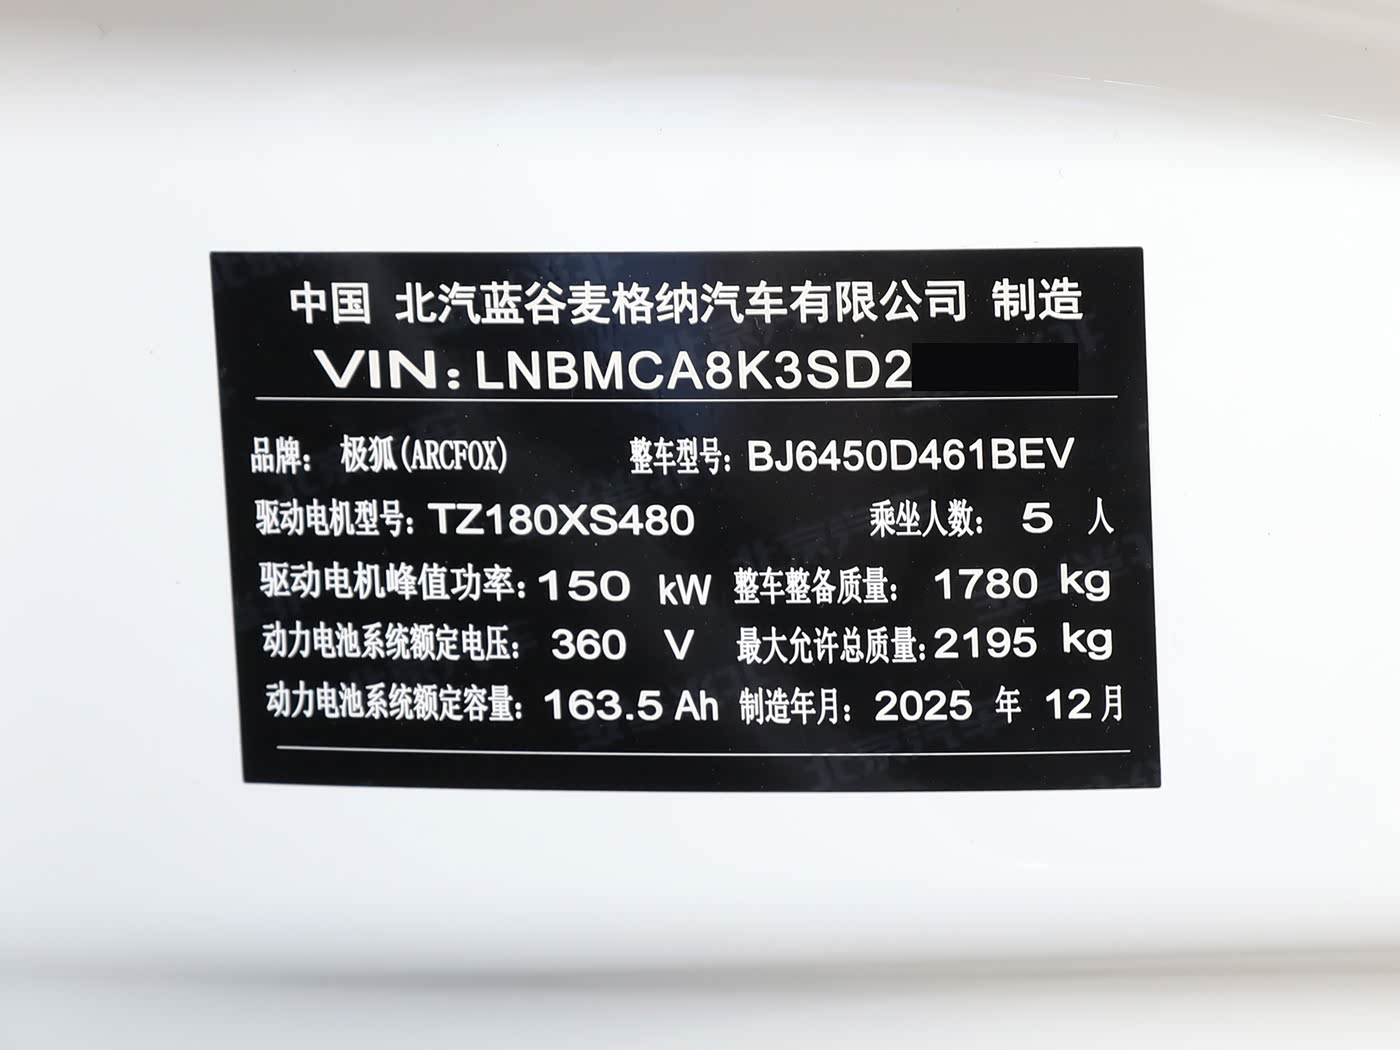 中国 北汽蓝谷麦格纳汽车有限公司 制造
VIN:LNBMCA8K3SD2
品牌: 极狐(ARCFOX) 整车型号: BJ6450D461BEV
驱动电机型号: TZ180XS480 乘坐人数: 5 人
驱动电机峰值功率: 150 kW 整车整备质量: 1780 kg
动力电池系统额定电压: 360 V 最大允许总质量: 2195 kg
动力电池系统额定容量: 163.5 Ah 制造年月: 2025 年 12 月